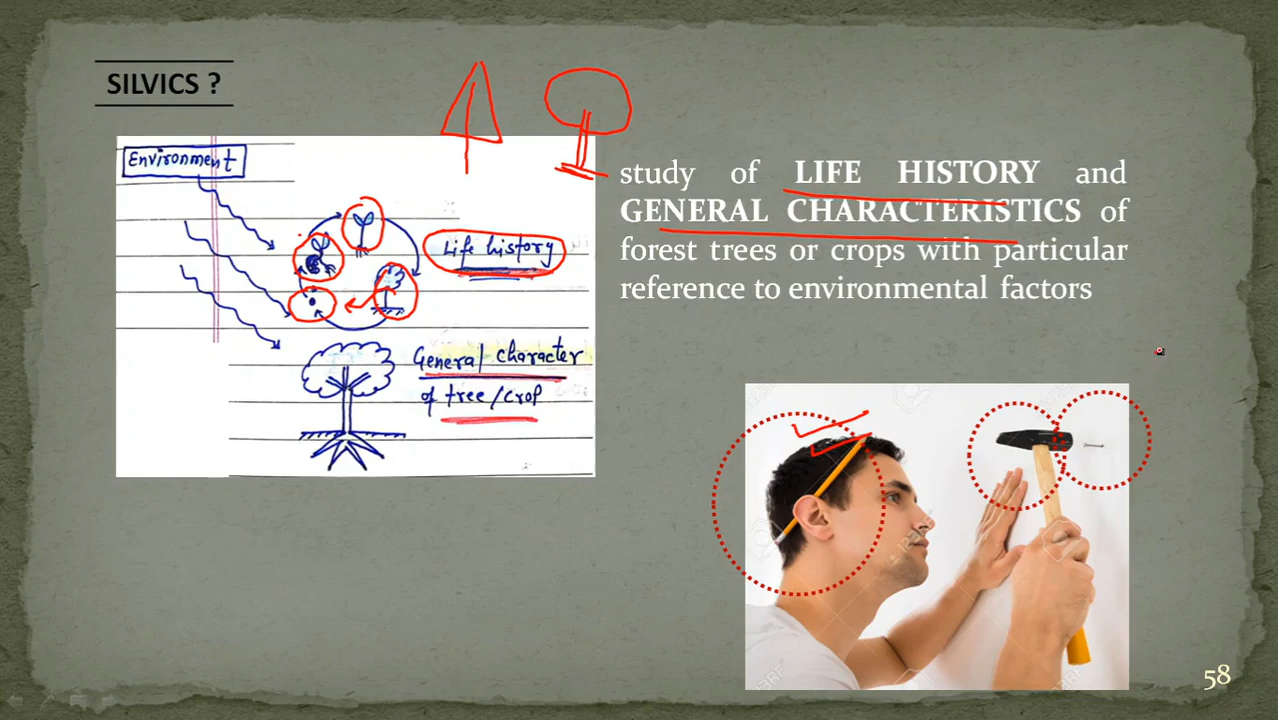 SILVICS ?
Environment
Life history
General character
of tree/crop
study of LIFE HISTORY and
GENERAL CHARACTERISTICS of
forest trees or crops with particular
reference to environmental factors
58